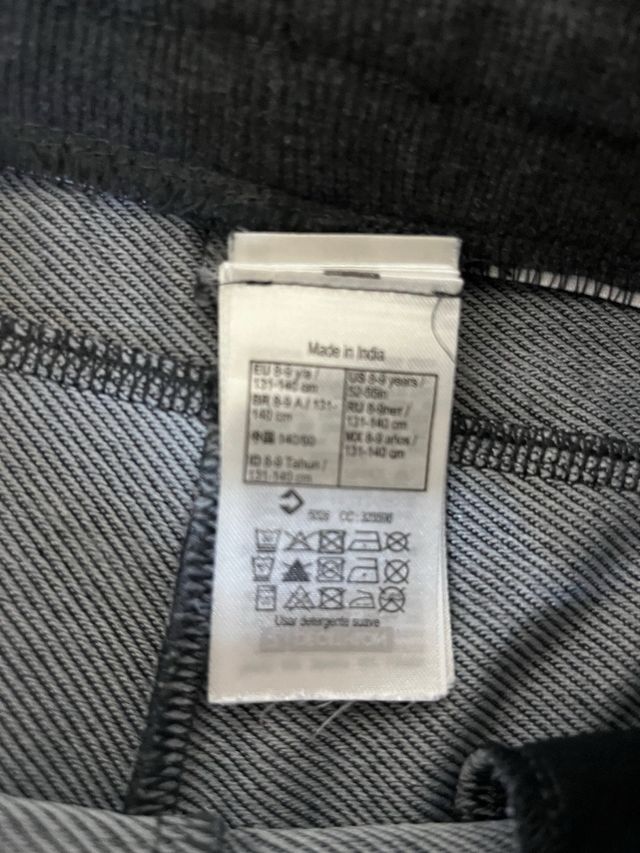 Made in India
EU 8-9 yrs /
131-140 cm
BR 8-9 A / 131-
140 cm
中国 140/60
ID 8-9 Tahun /
131-140 cm
US 8-9 years /
52-55in
RU 8-9лет /
131-140 cm
MX 8-9 años /
131-140 cm
CC:
Usar detergente suave